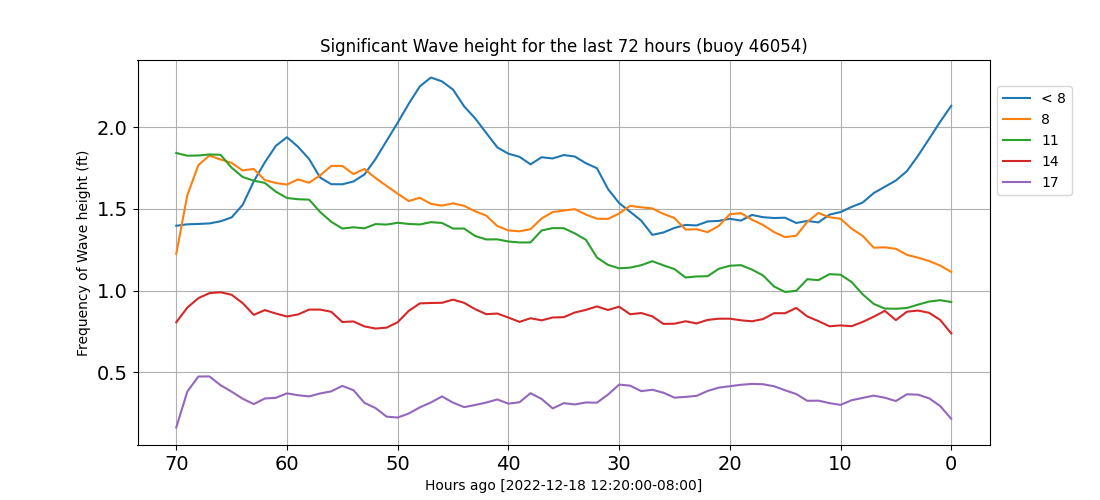 Significant Wave height for the last 72 hours (buoy 46054)
Frequency of Wave height (ft)
2.0
1.5
1.0
0.5
70 60 50 40 30 20 10 0
Hours ago [2022-12-18 12:20:00-08:00]
< 8
8
11
14
17